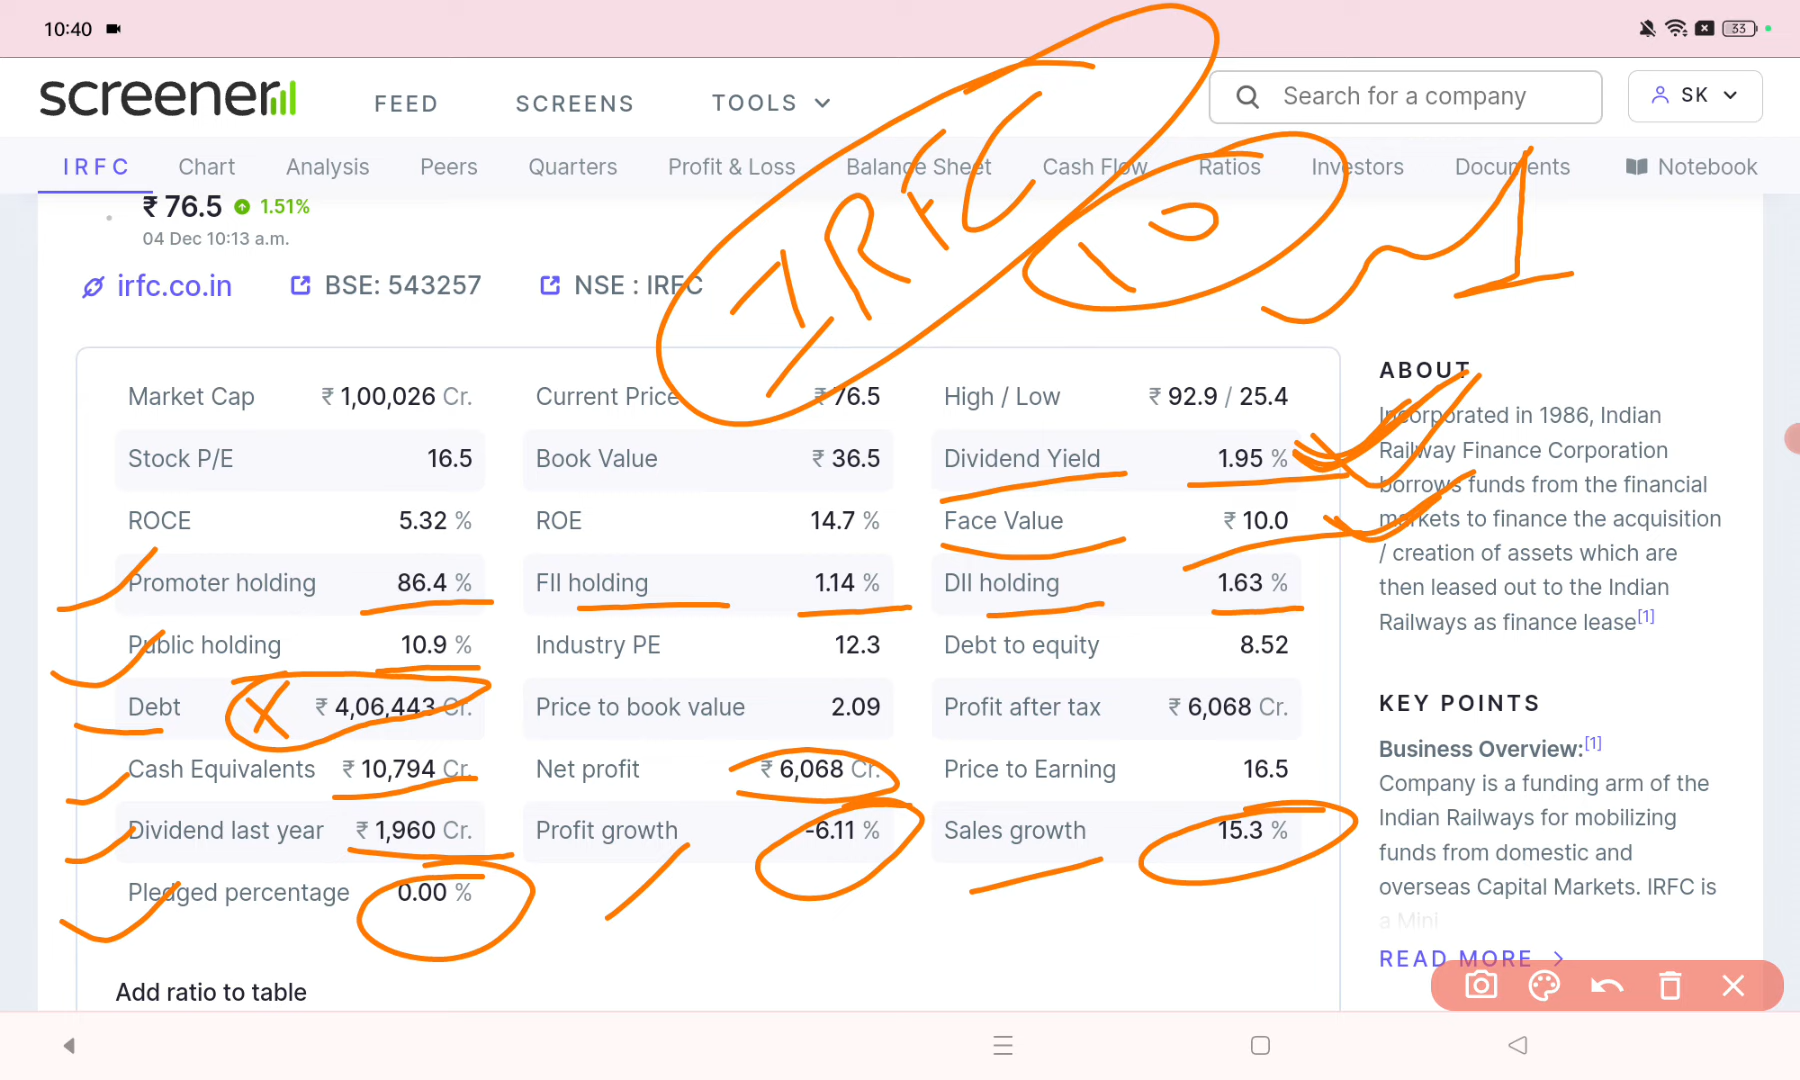 10:40
33
screener
FEED
SCREENS
TOOLS
Search for a company
SK
IRFC
Chart
Analysis
Peers
Quarters
Profit & Loss
Balance Sheet
Cash Flow
Ratios
Investors
Documents
Notebook
₹ 76.5 1.51%
04 Dec 10:13 a.m.
irfc.co.in
BSE: 543257
NSE : IRFC
IRFC
10
1
Market Cap ₹ 1,00,026 Cr.
Current Price ₹ 76.5
High / Low ₹ 92.9 / 25.4
Stock P/E 16.5
Book Value ₹ 36.5
Dividend Yield 1.95 %
ROCE 5.32 %
ROE 14.7 %
Face Value ₹ 10.0
Promoter holding 86.4 %
FII holding 1.14 %
DII holding 1.63 %
Public holding 10.9 %
Industry PE 12.3
Debt to equity 8.52
Debt X ₹ 4,06,443 Cr.
Price to book value 2.09
Profit after tax ₹ 6,068 Cr.
Cash Equivalents ₹ 10,794 Cr.
Net profit ₹ 6,068 Cr.
Price to Earning 16.5
Dividend last year ₹ 1,960 Cr.
Profit growth -6.11 %
Sales growth 15.3 %
Pledged percentage 0.00 %
Add ratio to table
ABOUT
Incorporated in 1986, Indian
Railway Finance Corporation
borrows funds from the financial
markets to finance the acquisition
/ creation of assets which are
then leased out to the Indian
Railways as finance lease[1]
KEY POINTS
Business Overview:[1]
Company is a funding arm of the
Indian Railways for mobilizing
funds from domestic and
overseas Capital Markets. IRFC is
a Mini
READ MORE